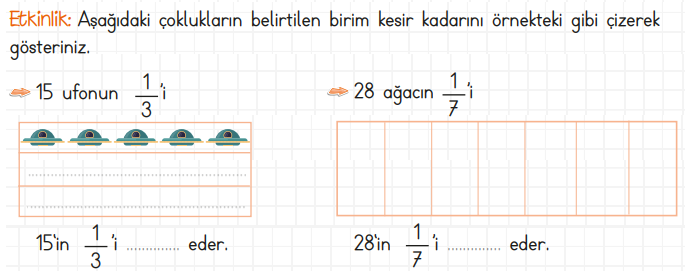 Etkinlik: Aşağıdaki çoklukların belirtilen birim kesir kadarını örnekteki gibi çizerek
gösteriniz.
15 ufonun 1/3'i
28 ağacın 1/7'i
15'in 1/3'i .............. eder.
28'in 1/7'i .............. eder.